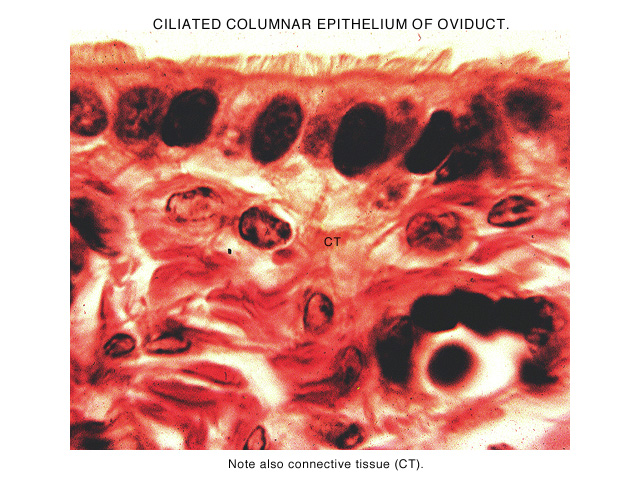 CILIATED COLUMNAR EPITHELIUM OF OVIDUCT.
CT
Note also connective tissue (CT).